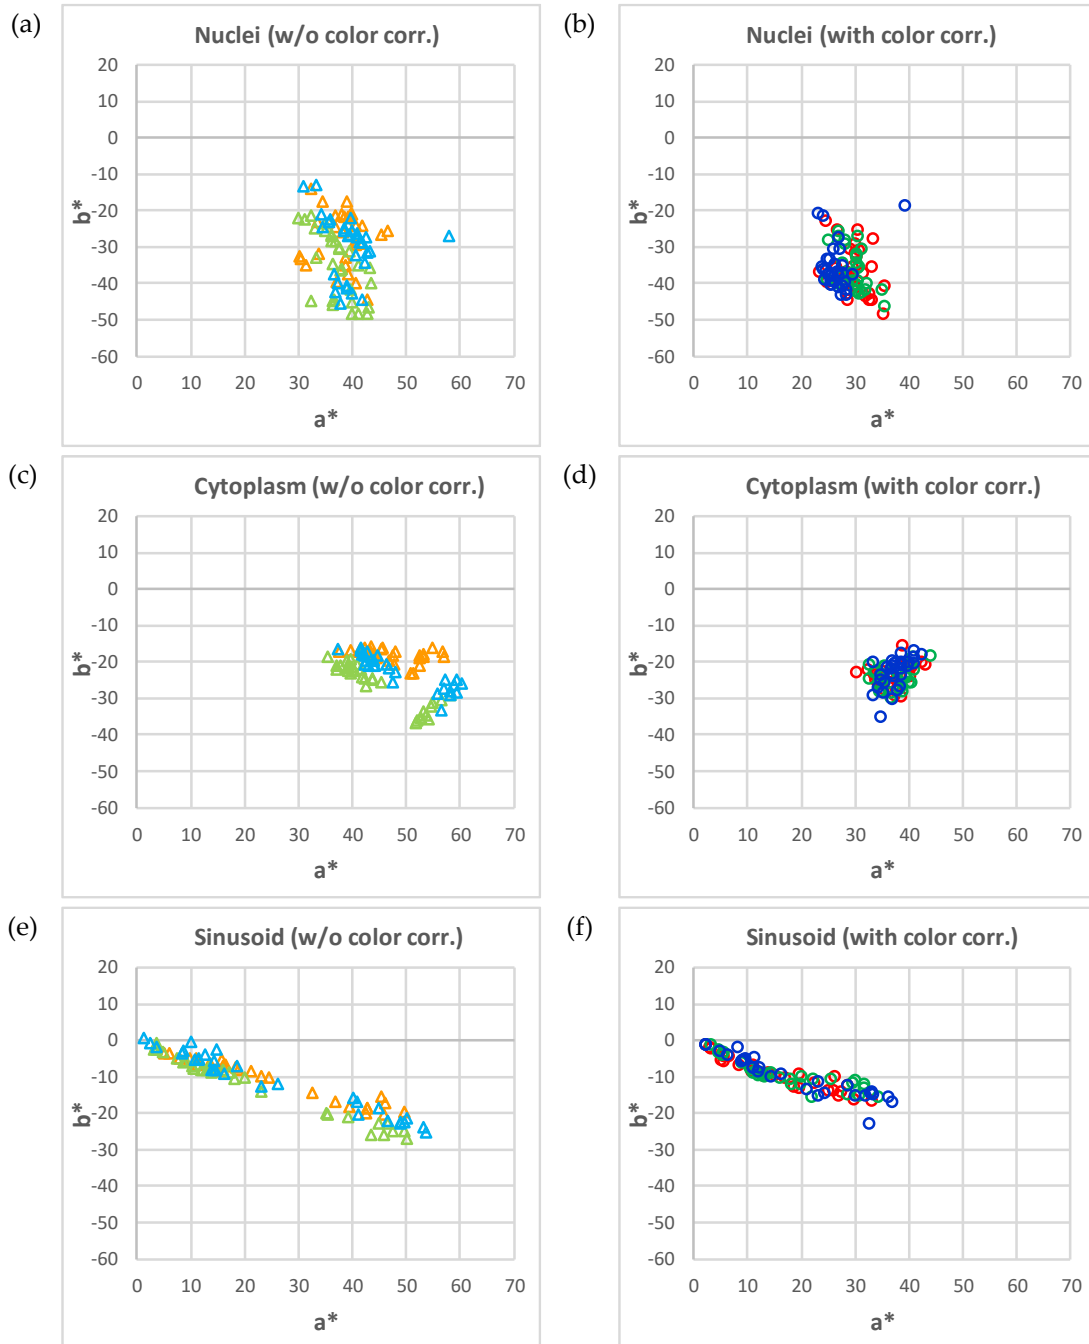 (a)
Nuclei (w/o color corr.)
20
10
0
-10
-20
-30
-40
-50
-60
b*
0 10 20 30 40 50 60 70
a*
(b)
Nuclei (with color corr.)
20
10
0
-10
-20
-30
-40
-50
-60
b*
0 10 20 30 40 50 60 70
a*
(c)
Cytoplasm (w/o color corr.)
20
10
0
-10
-20
-30
-40
-50
-60
b*
0 10 20 30 40 50 60 70
a*
(d)
Cytoplasm (with color corr.)
20
10
0
-10
-20
-30
-40
-50
-60
b*
0 10 20 30 40 50 60 70
a*
(e)
Sinusoid (w/o color corr.)
20
10
0
-10
-20
-30
-40
-50
-60
b*
0 10 20 30 40 50 60 70
a*
(f)
Sinusoid (with color corr.)
20
10
0
-10
-20
-30
-40
-50
-60
b*
0 10 20 30 40 50 60 70
a*